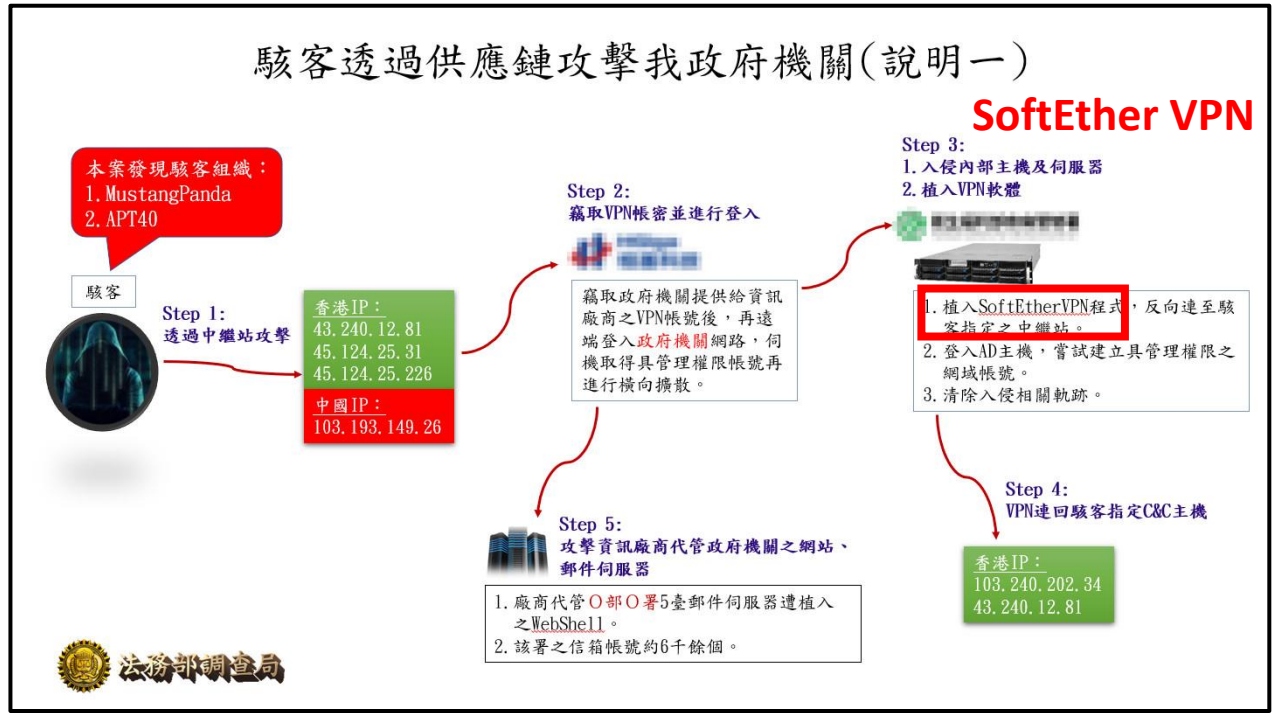 駭客透過供應鏈攻擊我政府機關(說明一)
SoftEther VPN
本案發現駭客組織：
1. MustangPanda
2. APT40
駭客
Step 1:
透過中繼站攻擊
香港IP：
43.240.12.81
45.124.25.31
45.124.25.226
中國IP：
103.193.149.26
Step 2:
竊取VPN帳密並進行登入
竊取政府機關提供給資訊
廠商之VPN帳號後，再遠
端登入政府機關網路，伺
機取得具管理權限帳號再
進行橫向擴散。
Step 3:
1. 入侵內部主機及伺服器
2. 植入VPN軟體
1. 植入SoftEtherVPN程式，反向連至駭
客指定之中繼站。
2. 登入AD主機，嘗試建立具管理權限之
網域帳號。
3. 清除入侵相關軌跡。
Step 4:
VPN連回駭客指定C&C主機
香港IP：
103.240.202.34
43.240.12.81
Step 5:
攻擊資訊廠商代管政府機關之網站、
郵件伺服器
1. 廠商代管O部O署5臺郵件伺服器遭植入
之WebShell。
2. 該署之信箱帳號約6千餘個。
法務部調查局